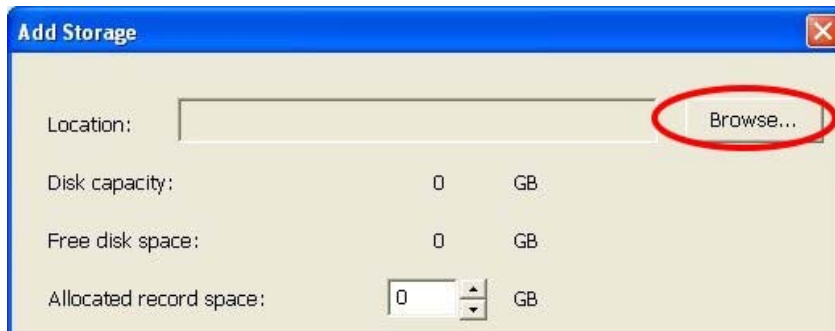 Add Storage
Location: Browse...
Disk capacity: 0 GB
Free disk space: 0 GB
Allocated record space: 0 GB